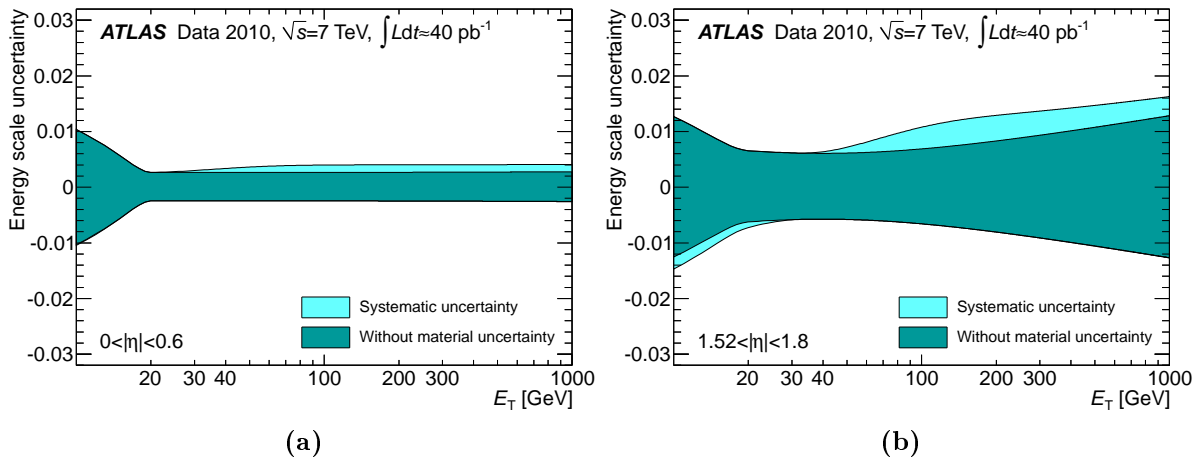 ATLAS Data 2010, √s=7 TeV, ∫Ldt≈40 pb⁻¹
Energy scale uncertainty
0.03
0.02
0.01
0
-0.01
-0.02
-0.03
Systematic uncertainty
Without material uncertainty
0<|η|<0.6
20 30 40 100 200 300 1000
E_T [GeV]
(a)
ATLAS Data 2010, √s=7 TeV, ∫Ldt≈40 pb⁻¹
Energy scale uncertainty
0.03
0.02
0.01
0
-0.01
-0.02
-0.03
Systematic uncertainty
Without material uncertainty
1.52<|η|<1.8
20 30 40 100 200 300 1000
E_T [GeV]
(b)